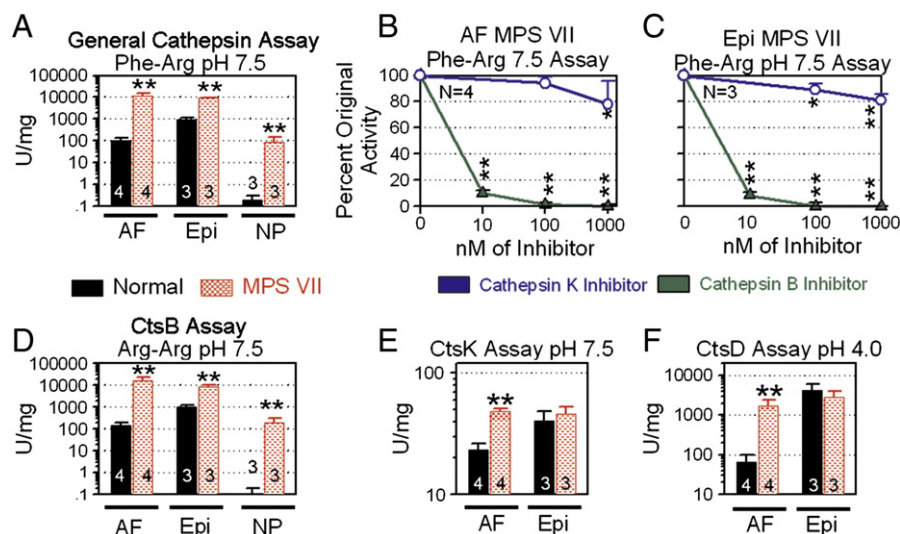 A
General Cathepsin Assay
Phe-Arg pH 7.5
U/mg
100000
10000
1000
100
10
1
.1
**
**
**
4
4
3
3
3
3
AF
Epi
NP
Normal
MPS VII
B
AF MPS VII
Phe-Arg 7.5 Assay
Percent Original
Activity
100
80
60
40
20
0
N=4
*
**
**
***
0
10
100
1000
nM of Inhibitor
C
Epi MPS VII
Phe-Arg pH 7.5 Assay
N=3
*
**
***
***
**
0
10
100
1000
nM of Inhibitor
Cathepsin K Inhibitor
Cathepsin B Inhibitor
D
CtsB Assay
Arg-Arg pH 7.5
U/mg
100000
10000
1000
100
10
1
.1
**
**
**
4
4
3
3
3
3
AF
Epi
NP
E
CtsK Assay pH 7.5
U/mg
100
10
**
4
4
3
3
AF
Epi
F
CtsD Assay pH 4.0
U/mg
10000
1000
100
10
**
4
4
3
3
AF
Epi